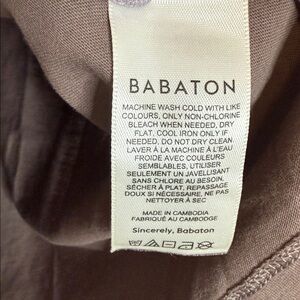 BABATON
MACHINE WASH COLD WITH LIKE
COLOURS, ONLY NON-CHLORINE
BLEACH WHEN NEEDED, DRY
FLAT, COOL IRON ONLY IF
NEEDED, DO NOT DRY CLEAN
LAVER À LA MACHINE À L'EAU
FROIDE AVEC COULEURS
SEMBLABLES, UTILISER
SEULEMENT UN JAVELLISANT
SANS CHLORE AU BESOIN,
SÉCHER À PLAT, REPASSAGE
DOUX SI NÉCESSAIRE, NE PAS
NETTOYER À SEC
MADE IN CAMBODIA
FABRIQUÉ AU CAMBODGE
Sincerely, Babaton